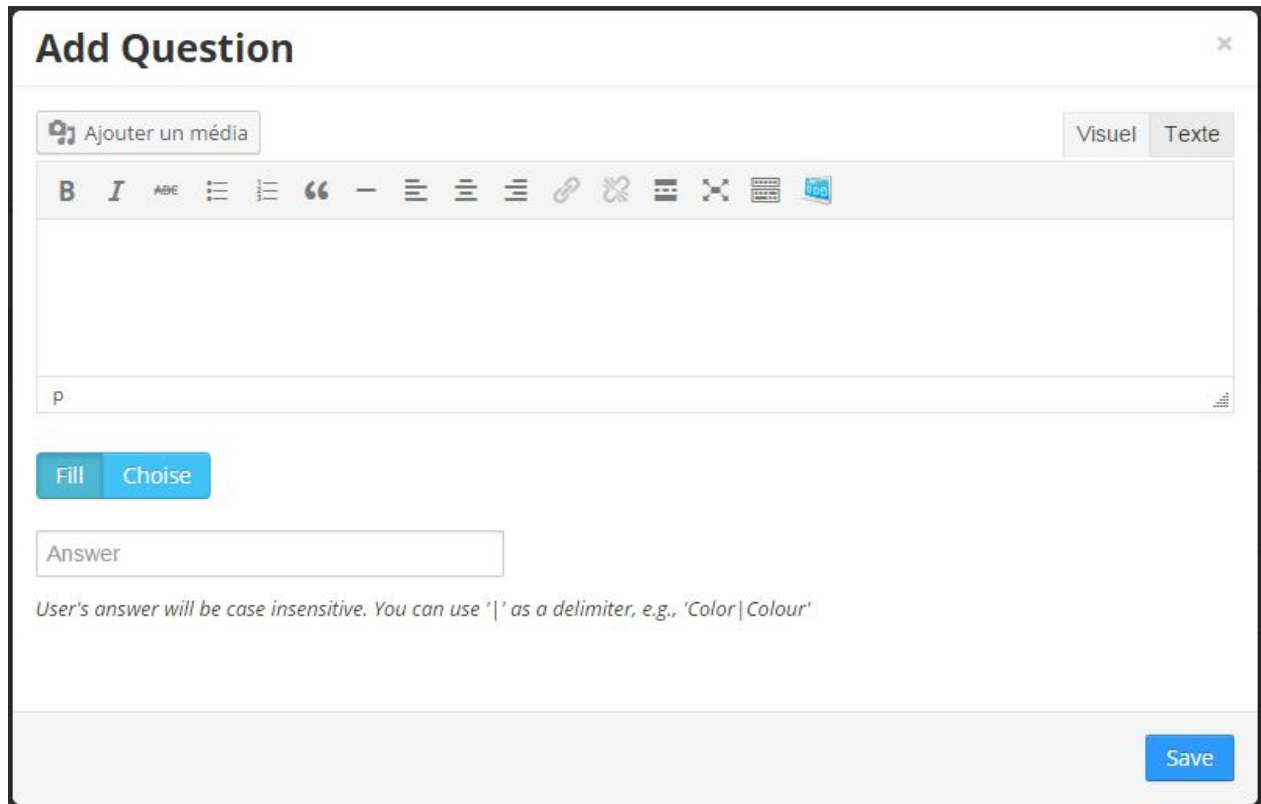 Add Question
×
Ajouter un média
Visuel Texte
B I ABC
p
Fill Choise
Answer
User's answer will be case insensitive. You can use '|' as a delimiter, e.g., 'Color|Colour'
Save